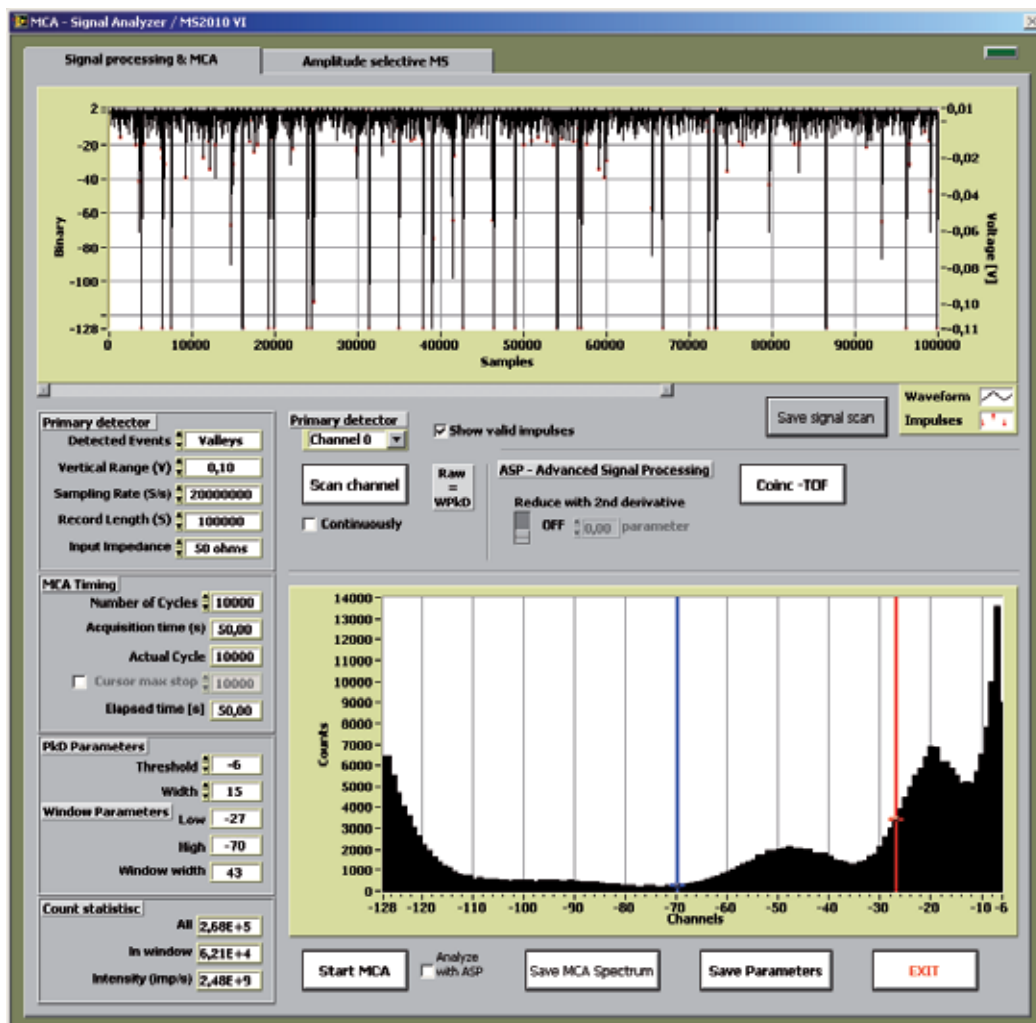 MCA - Signal Analyzer / MS2010 VI
Signal processing & MCA
Amplitude selective MS
2
-20
-40
-60
-80
-100
-128
Binary
0,01
-0,02
-0,04
-0,06
-0,08
-0,10
-0,11
Voltage [V]
0 10000 20000 30000 40000 50000 60000 70000 80000 90000 100000
Samples
Waveform
Impulses
Save signal scan
Primary detector
Detected Events Valleys
Vertical Range (V) 0,10
Sampling Rate (S/s) 20000000
Record Length (S) 100000
Input Impedance 50 ohms
Primary detector
Channel 0
Show valid impulses
Scan channel
Continuously
Raw
=
WPkD
ASP - Advanced Signal Processing
Reduce with 2nd derivative
OFF 0,00 parameter
Coinc -TOF
MCA Timing
Number of Cycles 10000
Acquisition time (s) 50,00
Actual Cycle 10000
Cursor max stop 10000
Elapsed time [s] 50,00
PkD Parameters
Threshold -6
Width 15
Window Parameters
Low -27
High -70
Window width 43
Count statistisc
All 2,68E+5
In window 6,21E+4
Intensity (imp/s) 2,48E+9
14000
13000
12000
11000
10000
9000
8000
7000
6000
5000
4000
3000
2000
1000
0
Counts
-128 -120 -110 -100 -90 -80 -70 -60 -50 -40 -30 -20 -10 -6
Channels
Start MCA
Analyze
with ASP
Save MCA Spectrum
Save Parameters
EXIT